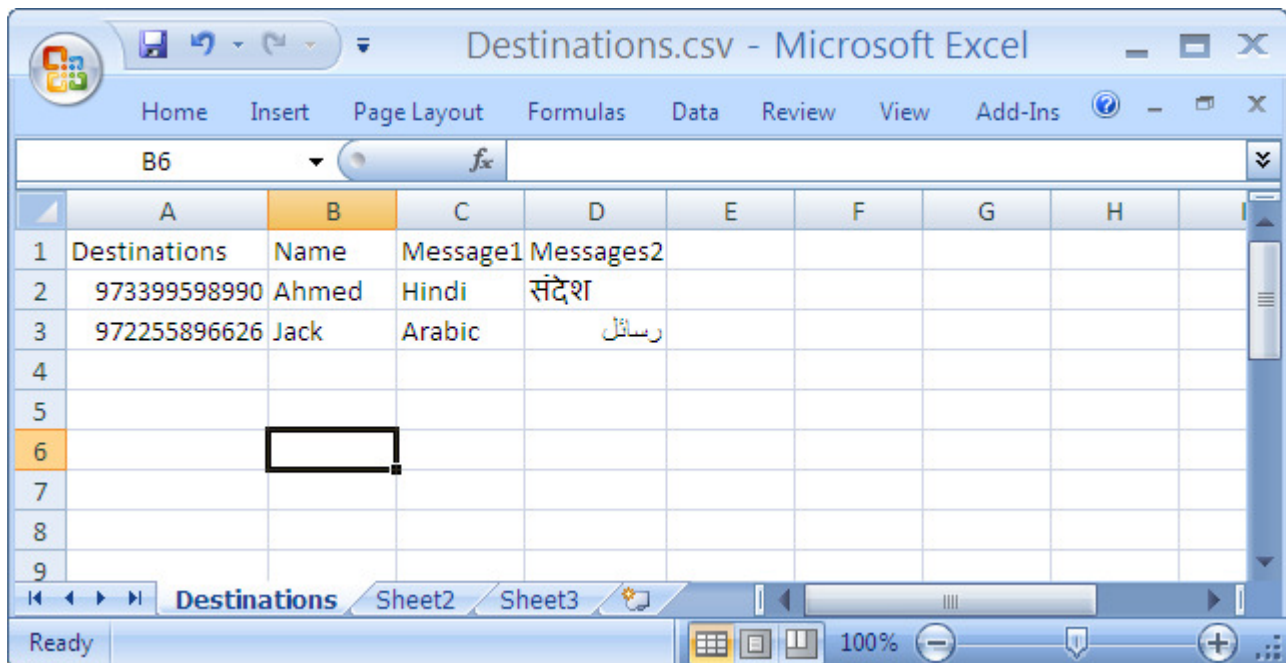 Destinations.csv - Microsoft Excel
Home Insert Page Layout Formulas Data Review View Add-Ins
B6 fx
A B C D E F G H I
1 Destinations Name Message1 Messages2
2 973399598990 Ahmed Hindi संदेश
3 972255896626 Jack Arabic رسائل
4
5
6
7
8
9
Destinations Sheet2 Sheet3
Ready 100%